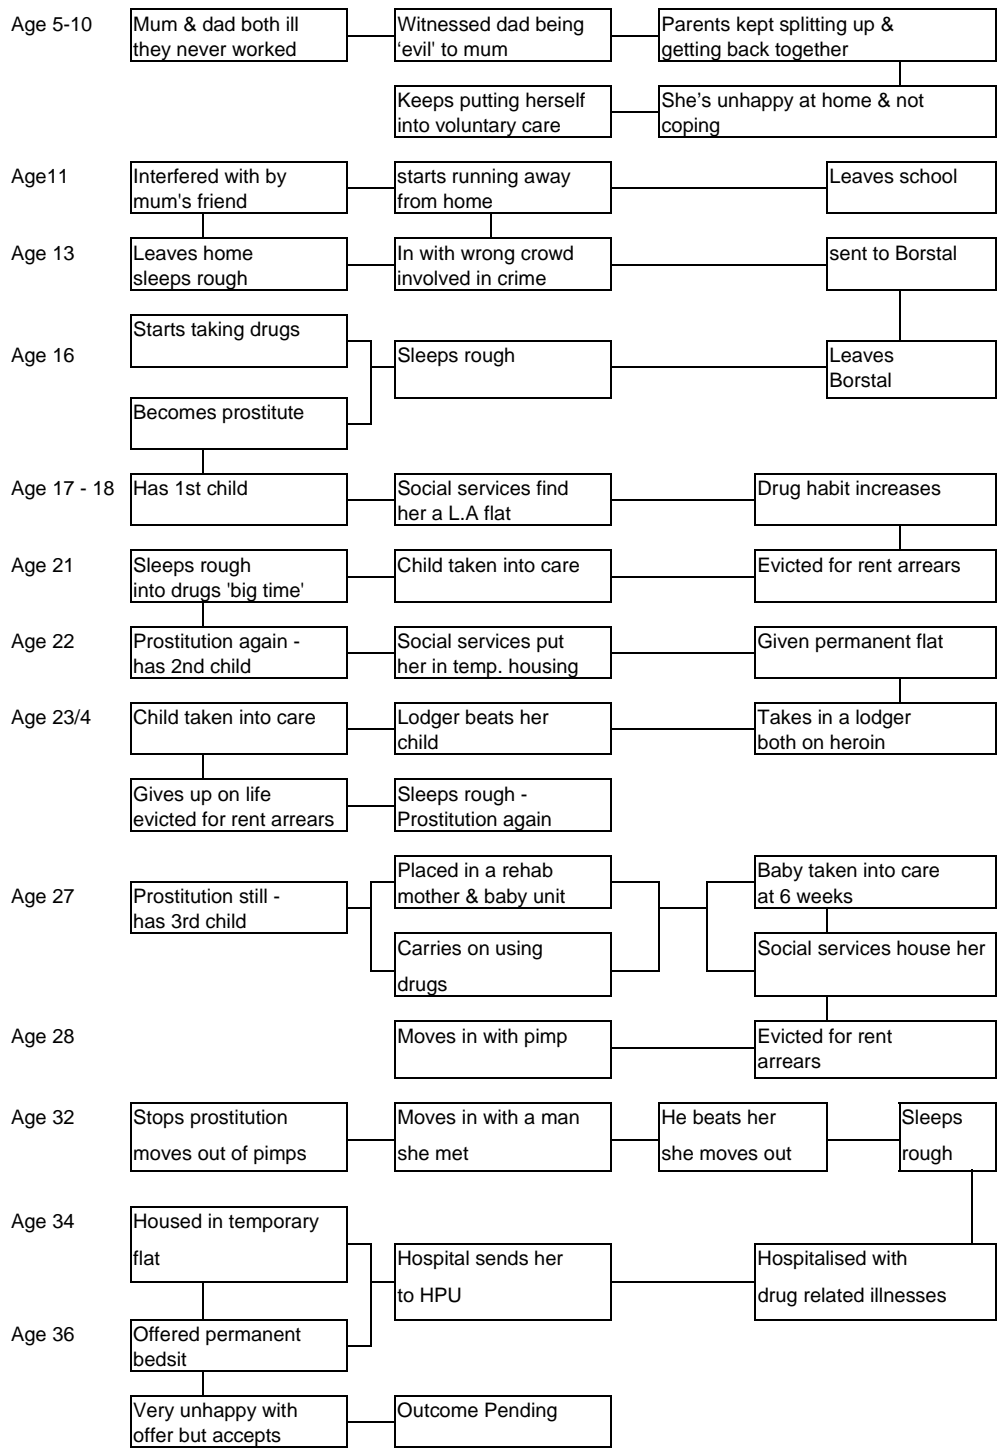 Age 5-10
Mum & dad both ill
they never worked
Witnessed dad being
‘evil' to mum
Parents kept splitting up &
getting back together
Keeps putting herself
into voluntary care
She’s unhappy at home & not
coping
Age11
Interfered with by
mum's friend
starts running away
from home
Leaves school
Age 13
Leaves home
sleeps rough
In with wrong crowd
involved in crime
sent to Borstal
Starts taking drugs
Age 16
Sleeps rough
Leaves
Borstal
Becomes prostitute
Age 17 - 18
Has 1st child
Social services find
her a L.A flat
Drug habit increases
Age 21
Sleeps rough
into drugs 'big time'
Child taken into care
Evicted for rent arrears
Age 22
Prostitution again -
has 2nd child
Social services put
her in temp. housing
Given permanent flat
Age 23/4
Child taken into care
Lodger beats her
child
Takes in a lodger
both on heroin
Gives up on life
evicted for rent arrears
Sleeps rough -
Prostitution again
Age 27
Prostitution still -
has 3rd child
Placed in a rehab
mother & baby unit
Baby taken into care
at 6 weeks
Carries on using
drugs
Social services house her
Age 28
Moves in with pimp
Evicted for rent
arrears
Age 32
Stops prostitution
moves out of pimps
Moves in with a man
she met
He beats her
she moves out
Sleeps
rough
Age 34
Housed in temporary
flat
Hospital sends her
to HPU
Hospitalised with
drug related illnesses
Age 36
Offered permanent
bedsit
Very unhappy with
offer but accepts
Outcome Pending